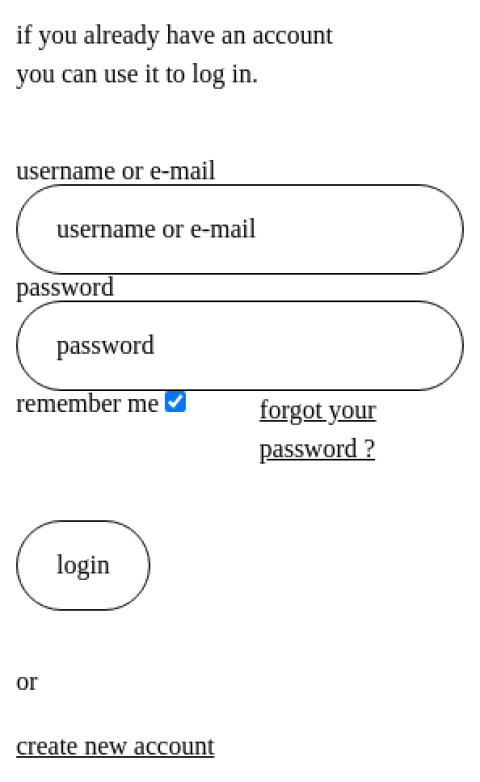 if you already have an account
you can use it to log in.
username or e-mail
username or e-mail
password
password
remember me
forgot your
password ?
login
or
create new account